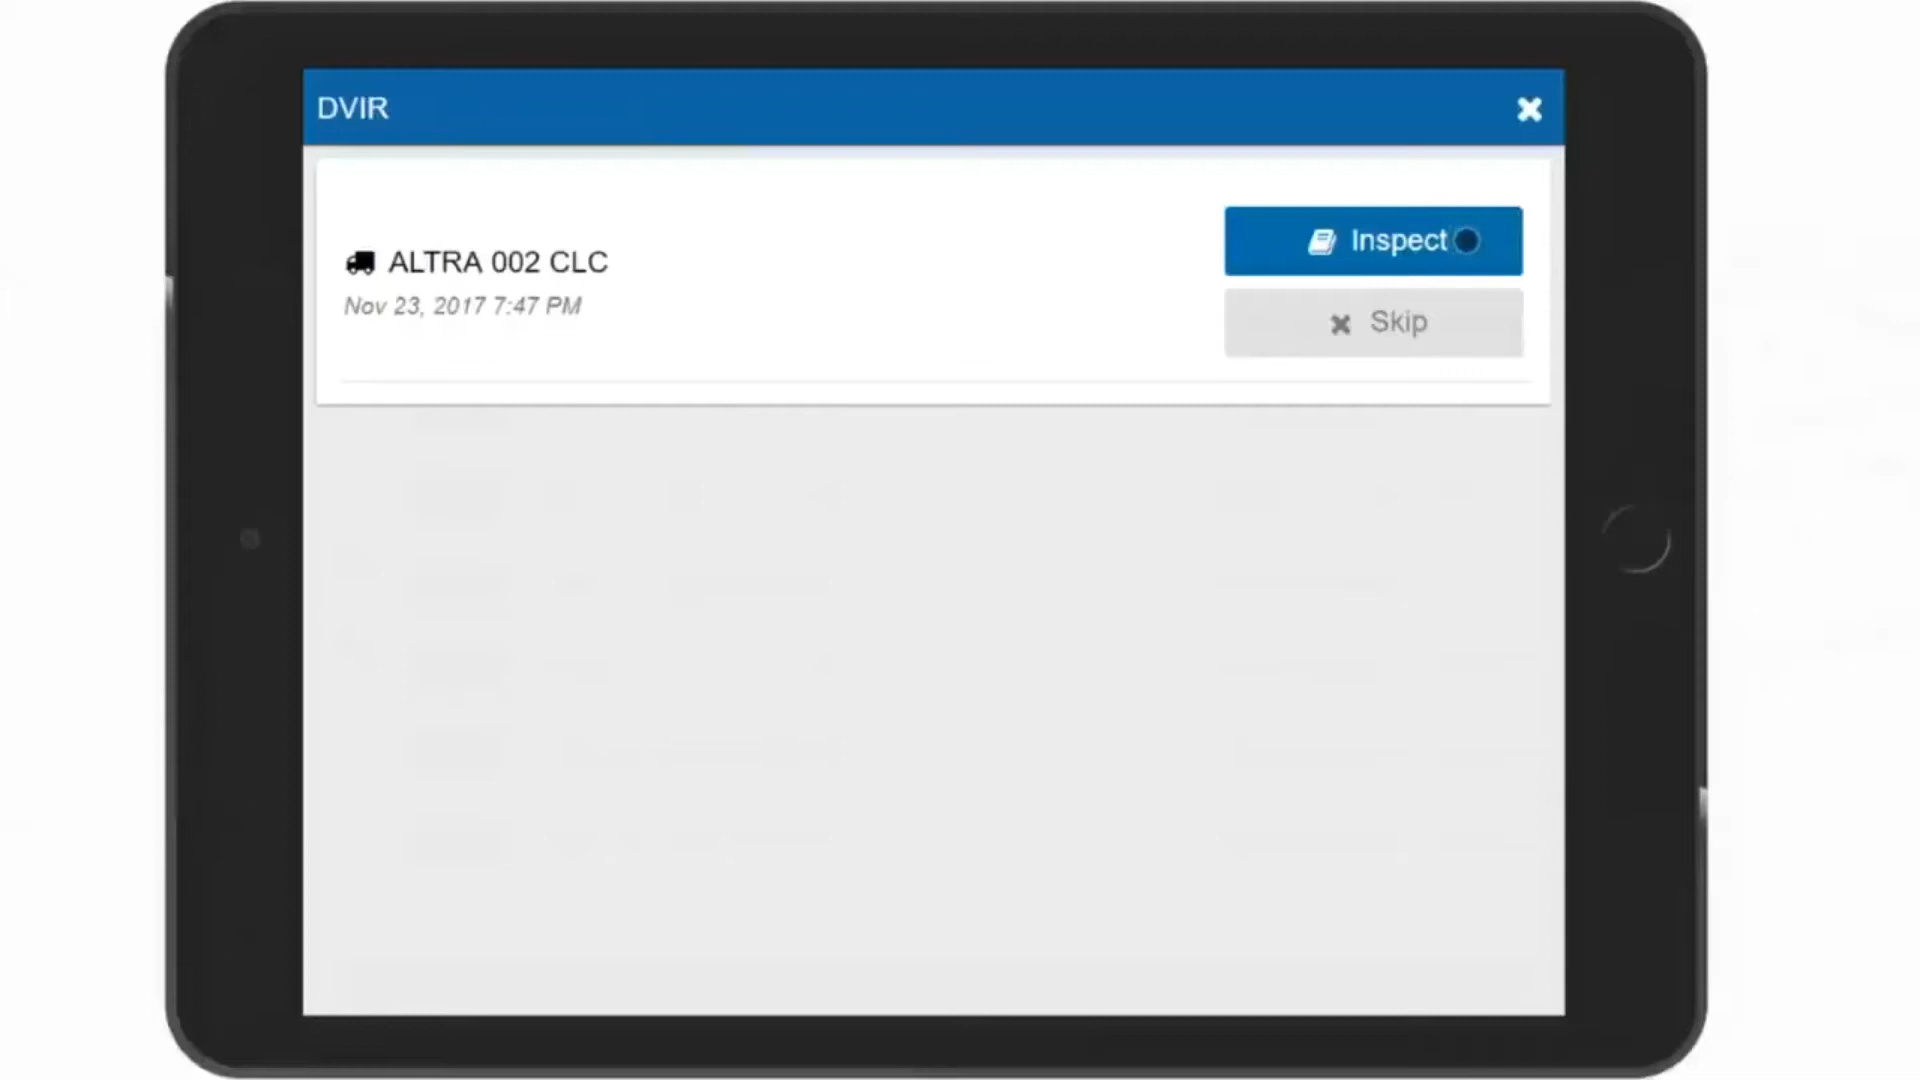 DVIR
ALTRA 002 CLC
Nov 23, 2017 7:47 PM
Inspect
Skip